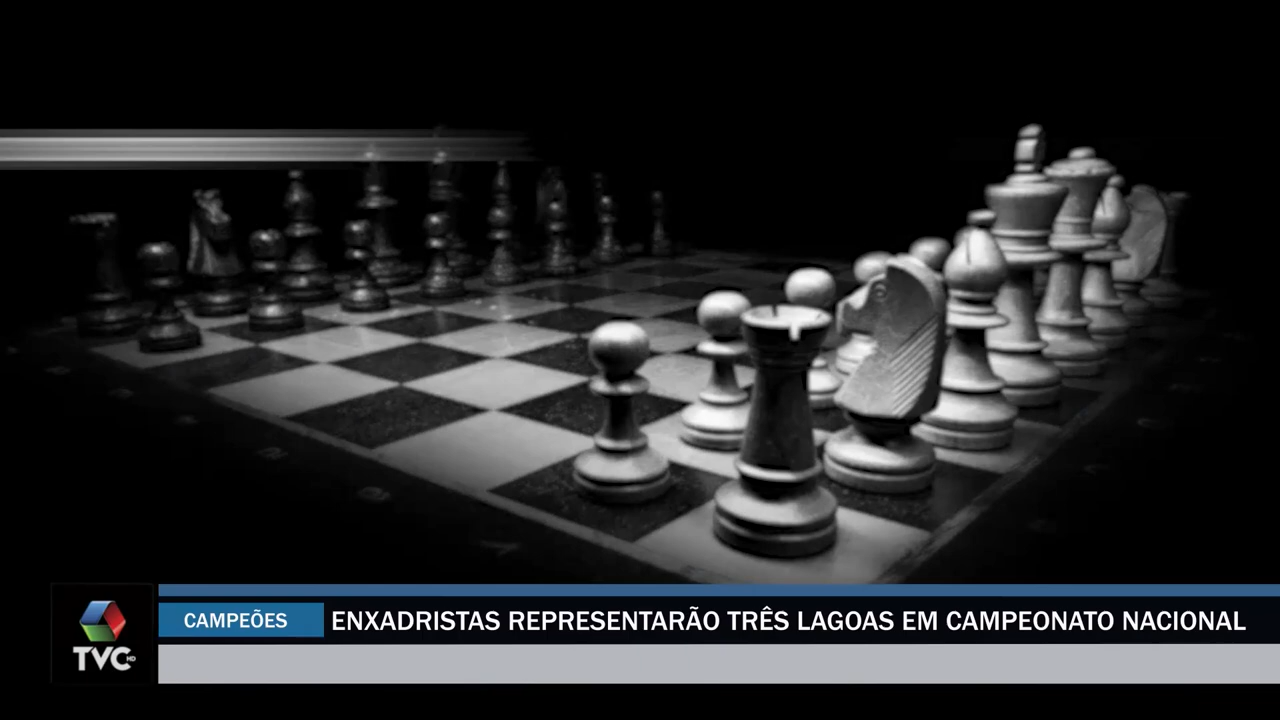 CAMPEÕES
ENXADRISTAS REPRESENTARÃO TRÊS LAGOAS EM CAMPEONATO NACIONAL
TVC HD